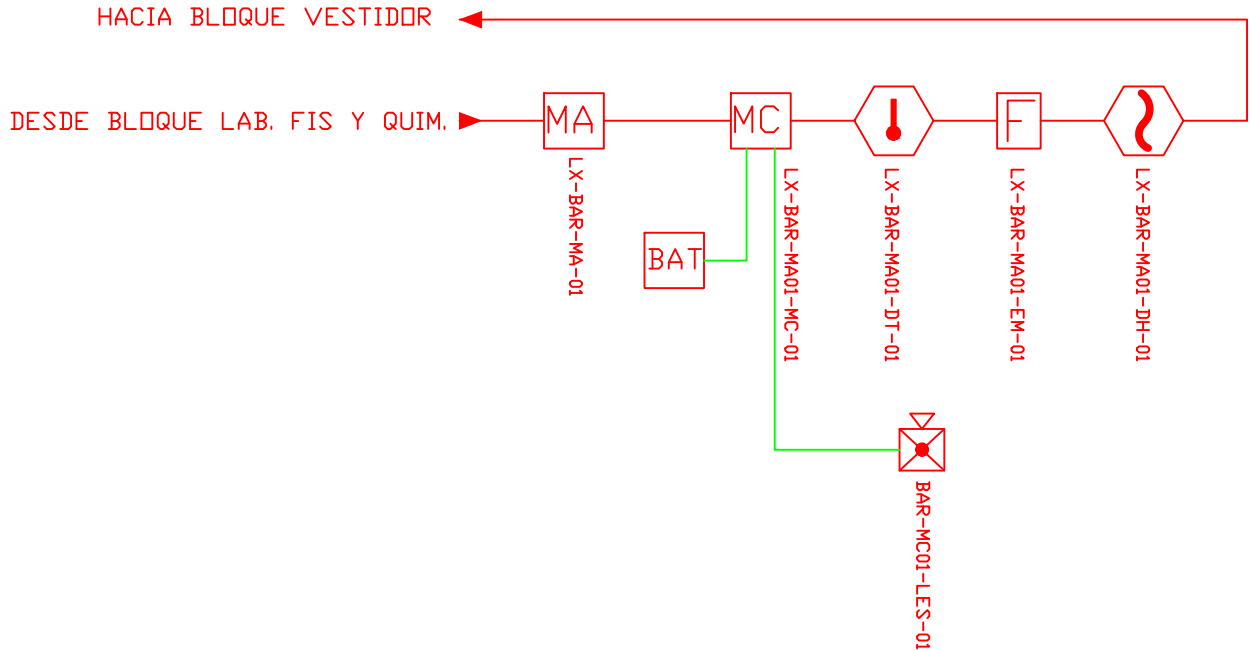 HACIA BLOQUE VESTIDOR
DESDE BLOQUE LAB. FIS Y QUIM.
MA
MC
F
LX-BAR-MA-01
LX-BAR-MA01-MC-01
LX-BAR-MA01-DT-01
LX-BAR-MA01-EM-01
LX-BAR-MA01-DH-01
BAT
BAR-MC01-LES-01